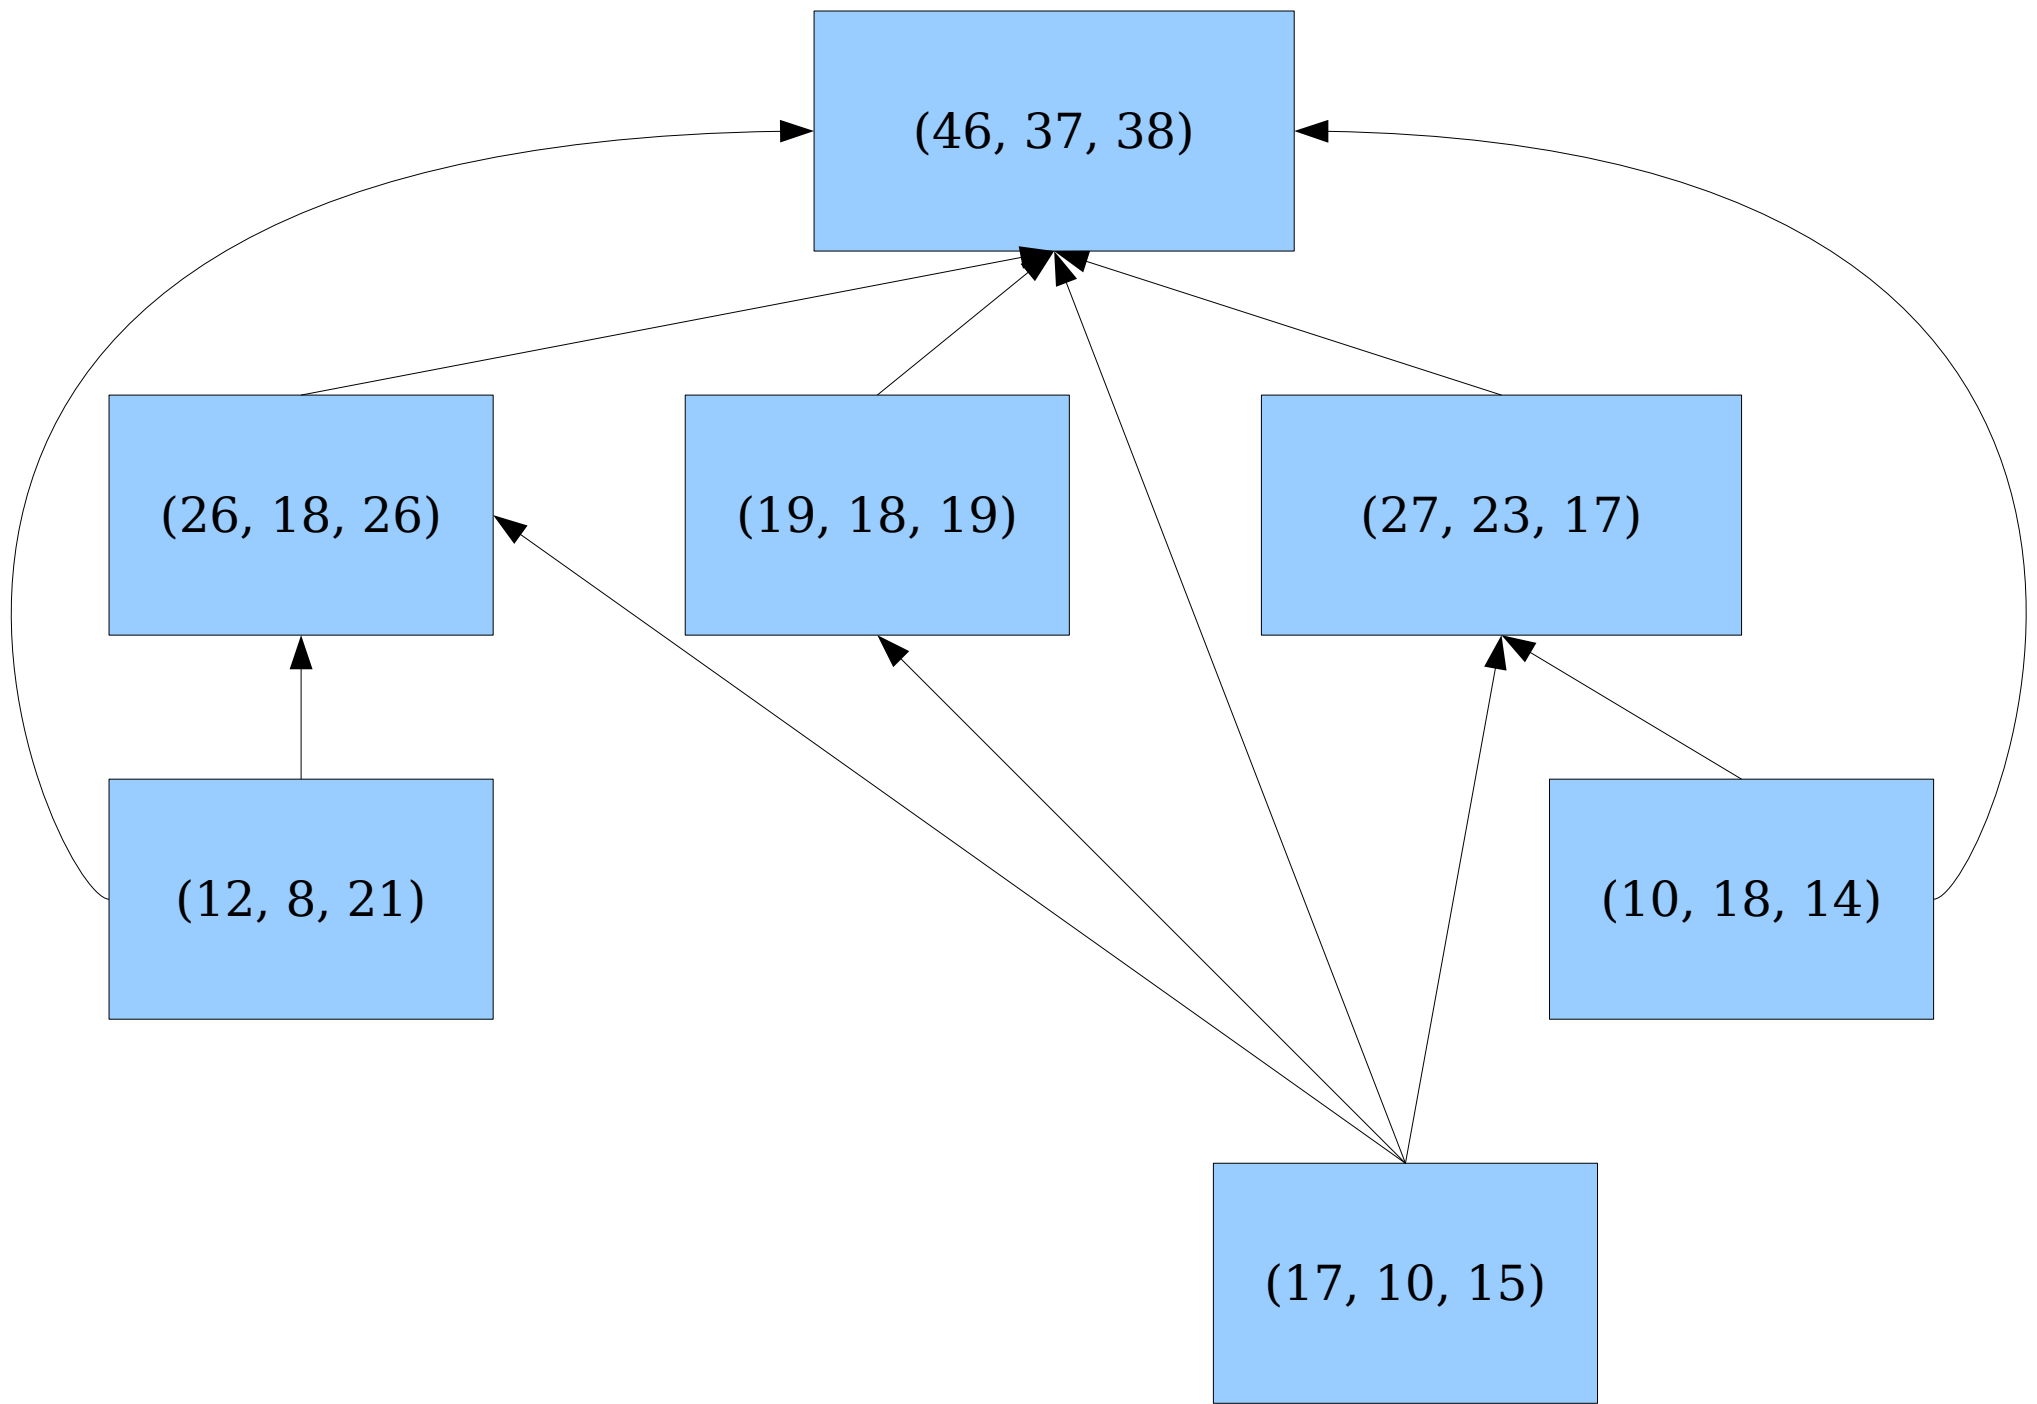 (46, 37, 38)
(26, 18, 26)
(19, 18, 19)
(27, 23, 17)
(12, 8, 21)
(10, 18, 14)
(17, 10, 15)